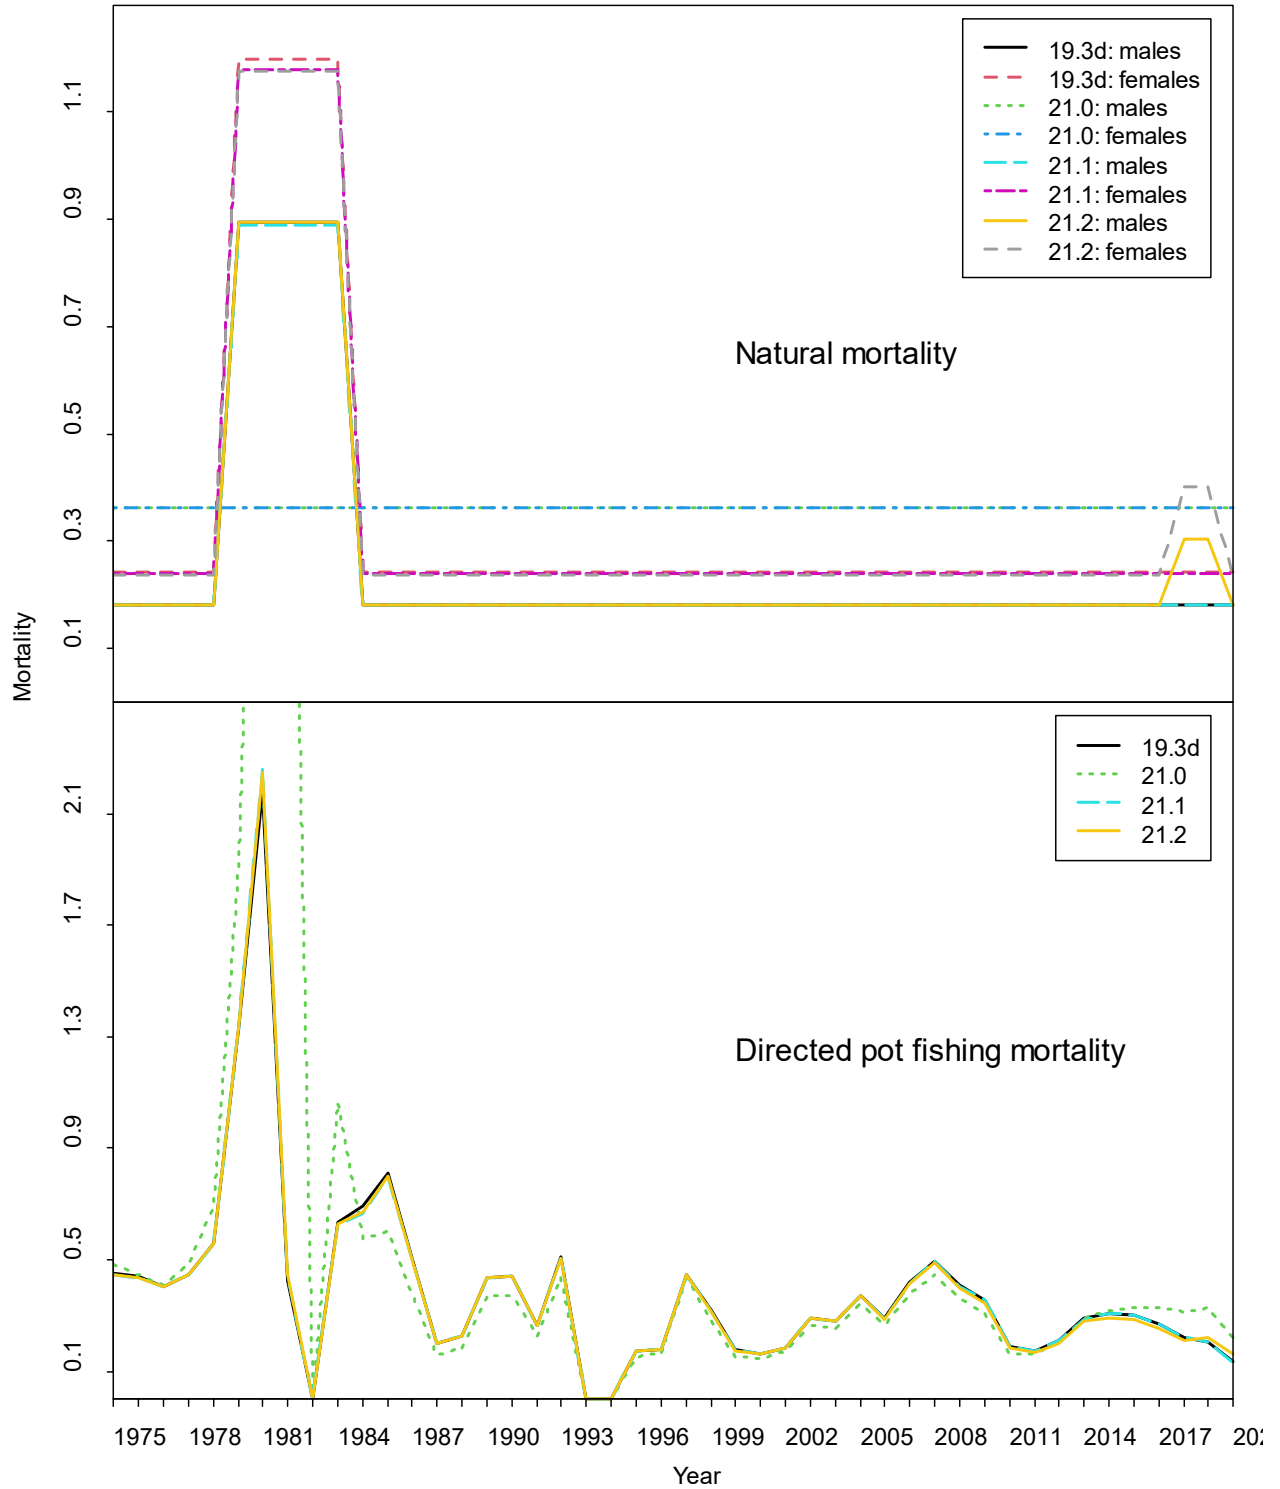 19.3d: males
19.3d: females
21.0: males
21.0: females
21.1: males
21.1: females
21.2: males
21.2: females
Natural mortality
1.1
0.9
0.7
0.5
0.3
0.1
Mortality
19.3d
21.0
21.1
21.2
Directed pot fishing mortality
2.1
1.7
1.3
0.9
0.5
0.1
1975 1978 1981 1984 1987 1990 1993 1996 1999 2002 2005 2008 2011 2014 2017
Year